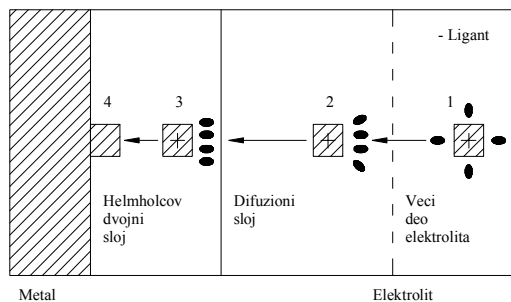 - Ligant
4
3
2
1
Helmholcov
dvojni
sloj
Difuzioni
sloj
Veci
deo
elektrolita
Metal
Elektrolit